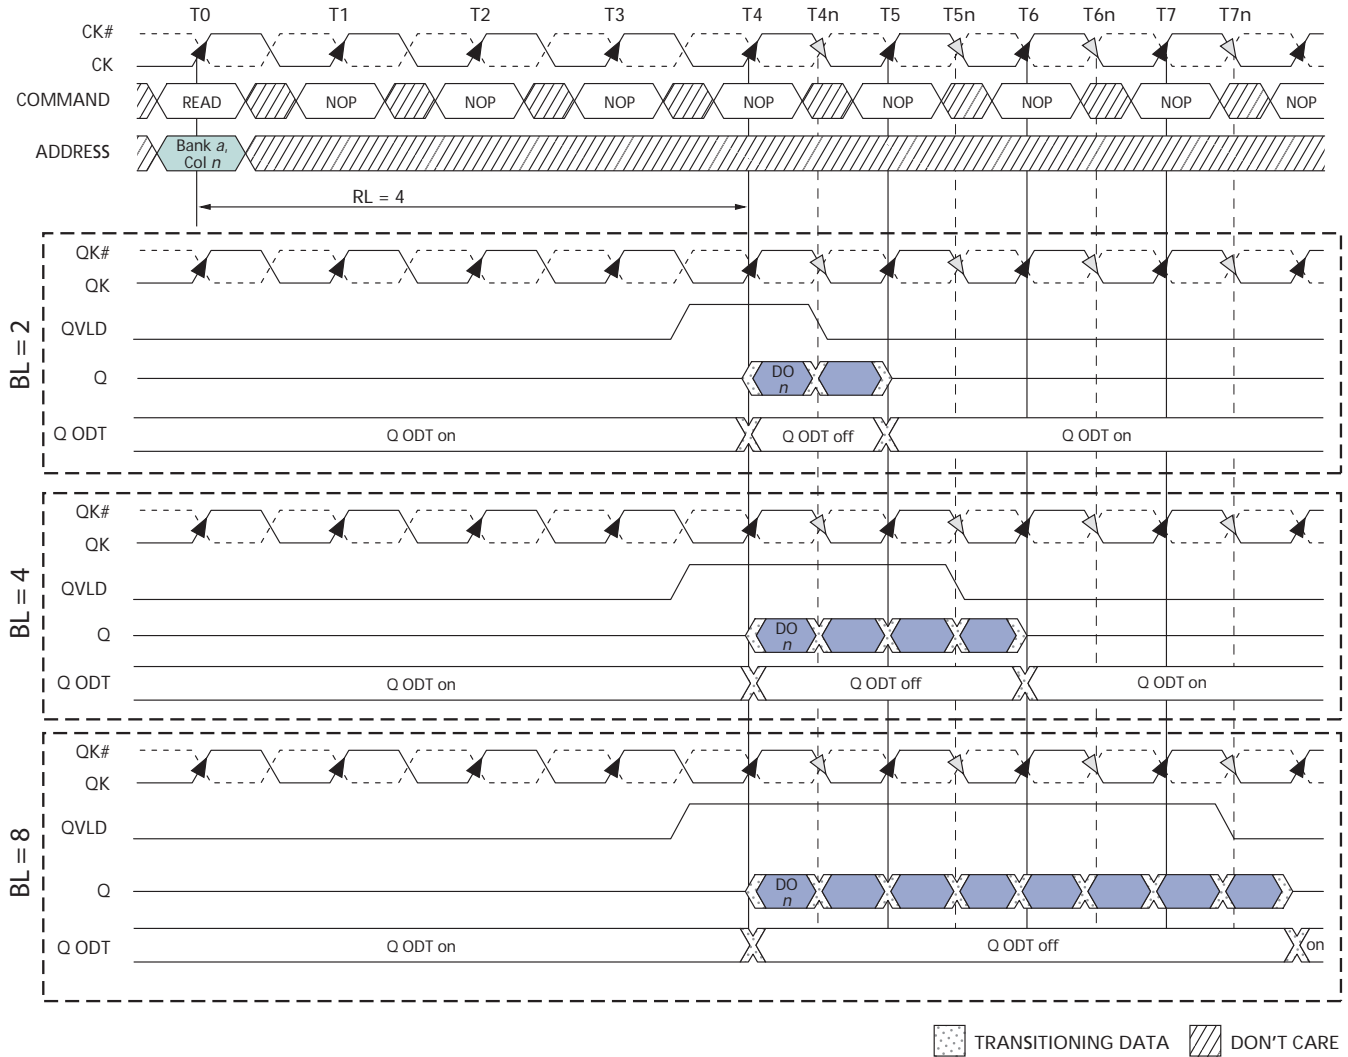 T0 T1 T2 T3 T4 T4n T5 T5n T6 T6n T7 T7n
CK#
CK
COMMAND READ NOP NOP NOP NOP NOP NOP NOP NOP
ADDRESS Bank a,
Col n
RL = 4
BL = 2
QK#
QK
QVLD
Q DO
n
Q ODT Q ODT on Q ODT off Q ODT on
BL = 4
QK#
QK
QVLD
Q DO
n
Q ODT Q ODT on Q ODT off Q ODT on
BL = 8
QK#
QK
QVLD
Q DO
n
Q ODT Q ODT on Q ODT off on
TRANSITIONING DATA DON'T CARE